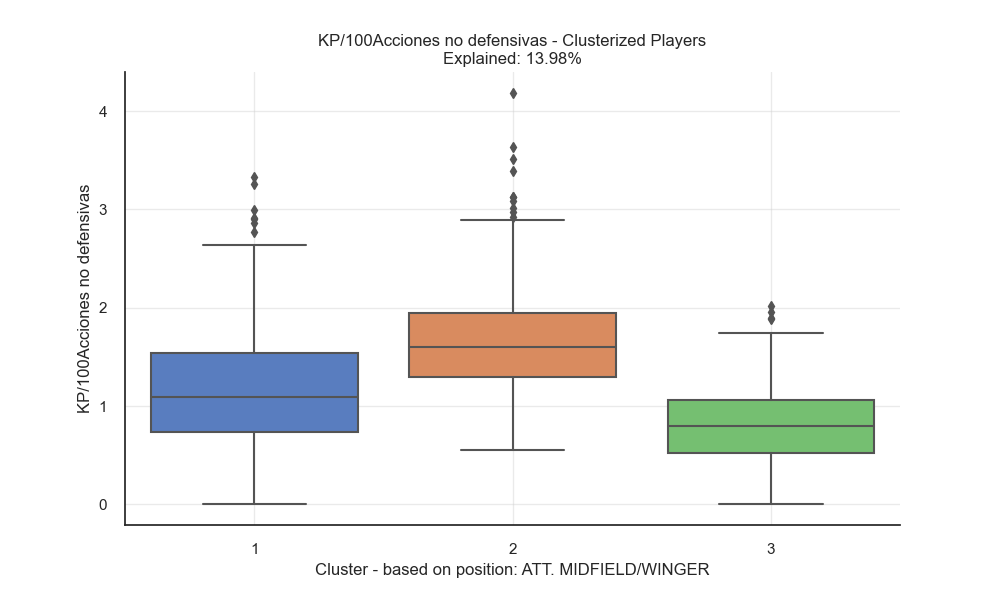 KP/100Acciones no defensivas - Clusterized Players
Explained: 13.98%
KP/100Acciones no defensivas
4
3
2
1
0
1 2 3
Cluster - based on position: ATT. MIDFIELD/WINGER